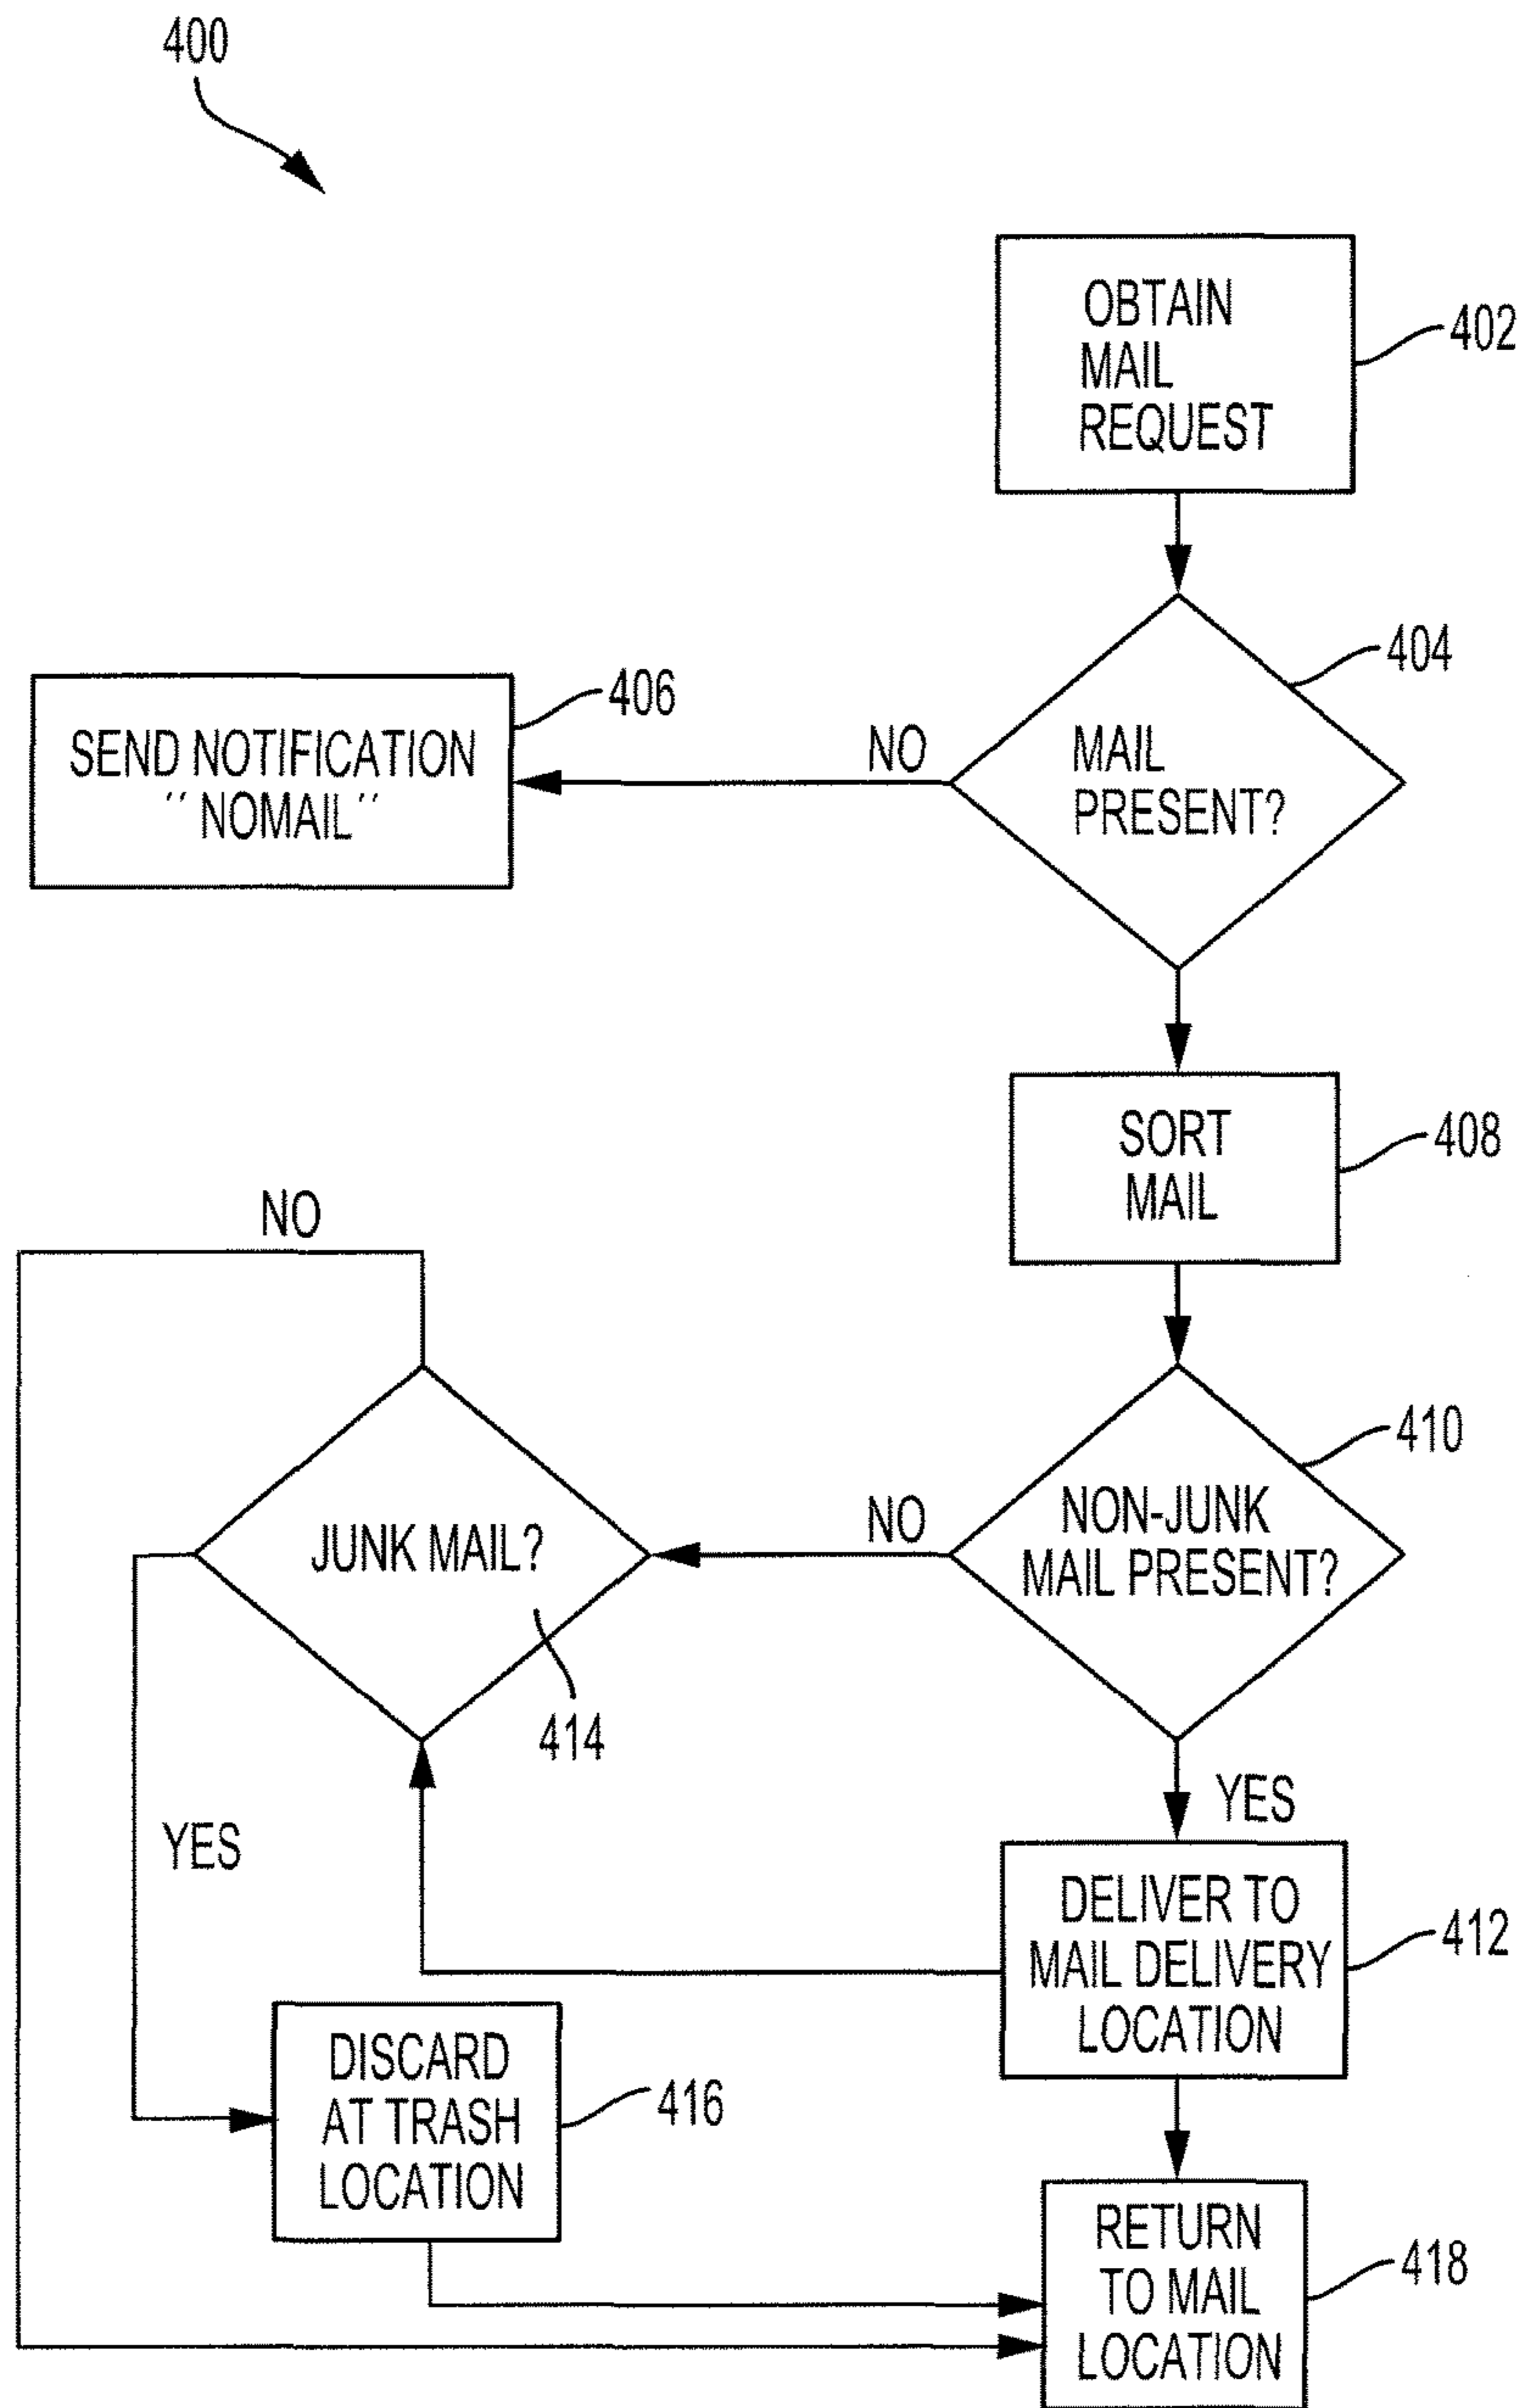 400
OBTAIN
MAIL
REQUEST
402
404
MAIL
PRESENT?
NO
406
SEND NOTIFICATION
" NOMAIL "
SORT
MAIL
408
NO
410
NON-JUNK
MAIL PRESENT?
NO
JUNK MAIL?
414
YES
YES
DELIVER TO
MAIL DELIVERY
LOCATION
412
DISCARD
AT TRASH
LOCATION
416
RETURN
TO MAIL
LOCATION
418